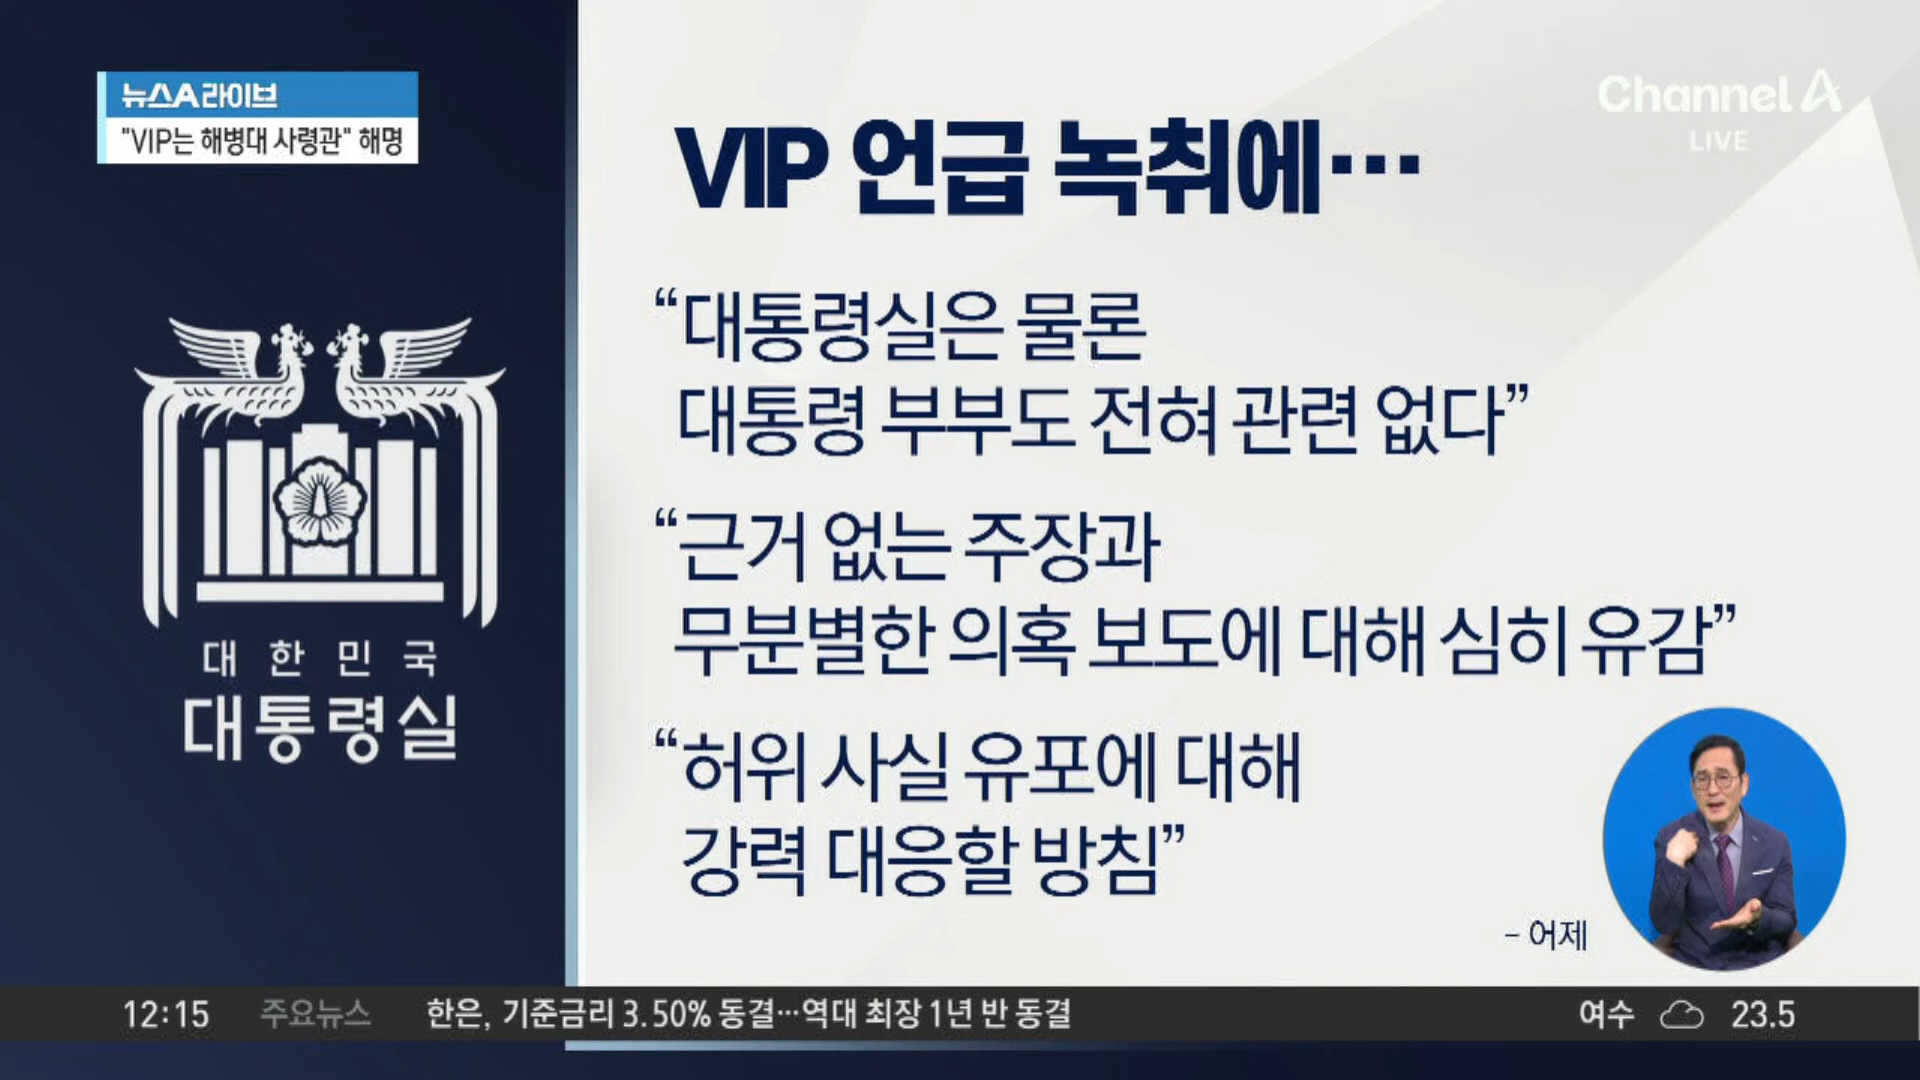 뉴스A 라이브
"VIP는 해병대 사령관" 해명
Channel A
LIVE
VIP 언급 녹취에…
“대통령실은 물론
대통령 부부도 전혀 관련 없다”
“근거 없는 주장과
무분별한 의혹 보도에 대해 심히 유감”
“허위 사실 유포에 대해
강력 대응할 방침”
– 어제
대한민국
대통령실
12:15 주요뉴스 한은, 기준금리 3.50% 동결…역대 최장 1년 반 동결 여수 23.5